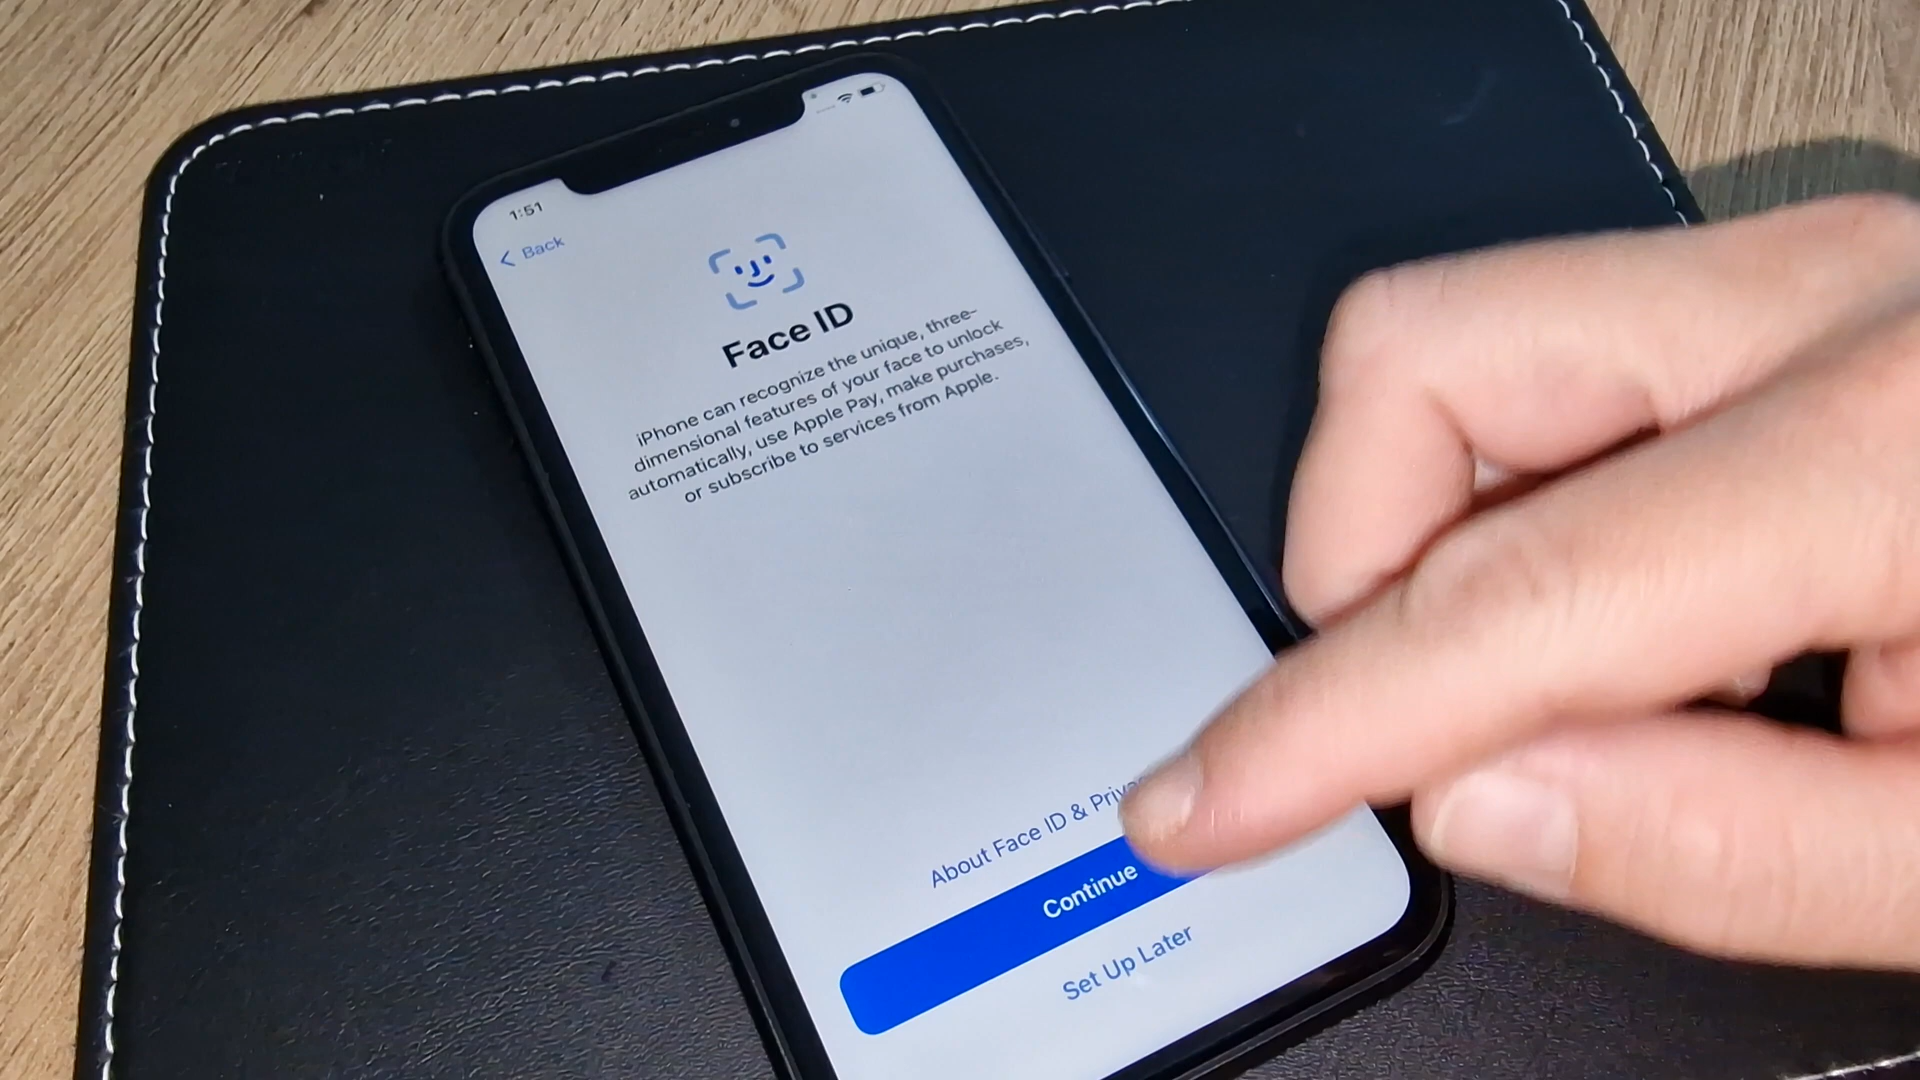 1:51
Back
Face ID
iPhone can recognize the unique, three-
dimensional features of your face to unlock
automatically, use Apple Pay, make purchases,
or subscribe to services from Apple.
About Face ID &
Continue
Set Up Later